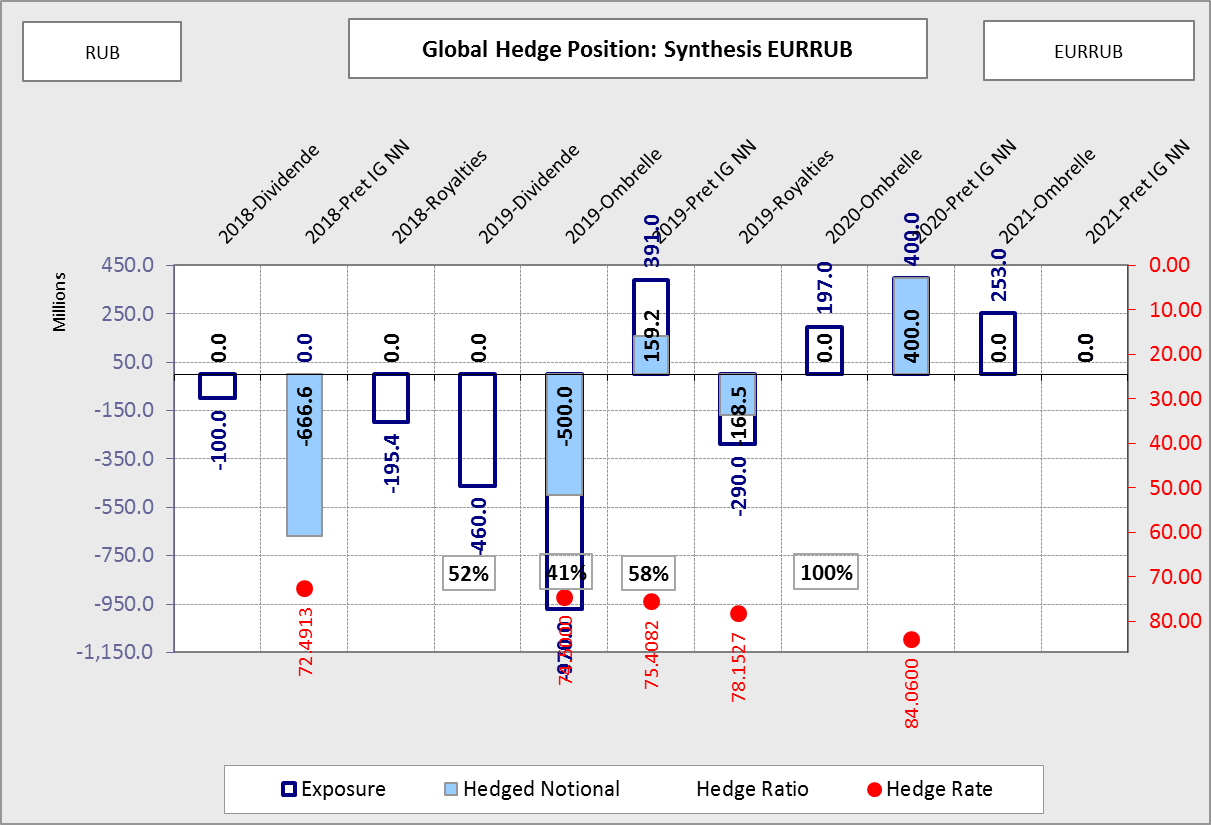 RUB
Global Hedge Position: Synthesis EURRUB
EURRUB
2018-Dividende
2018-Pret IG NN
2018-Royalties
2019-Dividende
2019-Ombrelle
2019-Pret IG NN
2019-Royalties
2020-Ombrelle
2020-Pret IG NN
2021-Ombrelle
2021-Pret IG NN
Millions
450.0
250.0
50.0
-150.0
-350.0
-550.0
-750.0
-950.0
-1,150.0
0.00
10.00
20.00
30.00
40.00
50.00
60.00
70.00
80.00
0.0
-100.0
0.0
-666.6
72.4913
0.0
-195.4
0.0
-460.0
-500.0
-970.0
391.0
159.2
75.4082
-168.5
-290.0
78.1527
197.0
0.0
400.0
400.0
84.0600
253.0
0.0
0.0
52%
41%
58%
100%
Exposure
Hedged Notional
Hedge Ratio
Hedge Rate